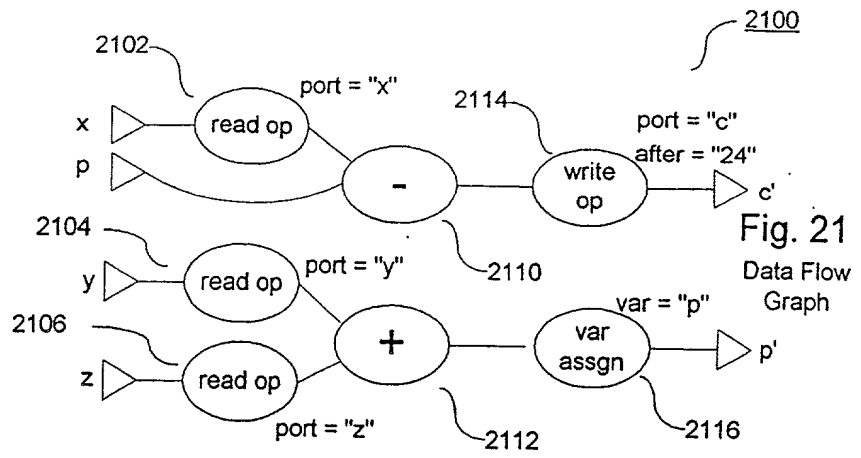 2100
2102
port = "x"
2114
port = "c"
x
read op
after = "24"
p
-
write
op
c'
2104
Fig. 21
y
read op
port = "y"
2110
Data Flow
Graph
2106
var = "p"
+
var
assgn
p'
z
read op
port = "z"
2112
2116